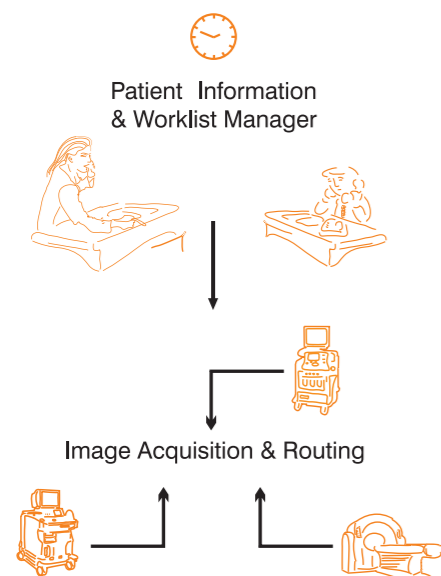 Patient Information
& Worklist Manager
Image Acquisition & Routing